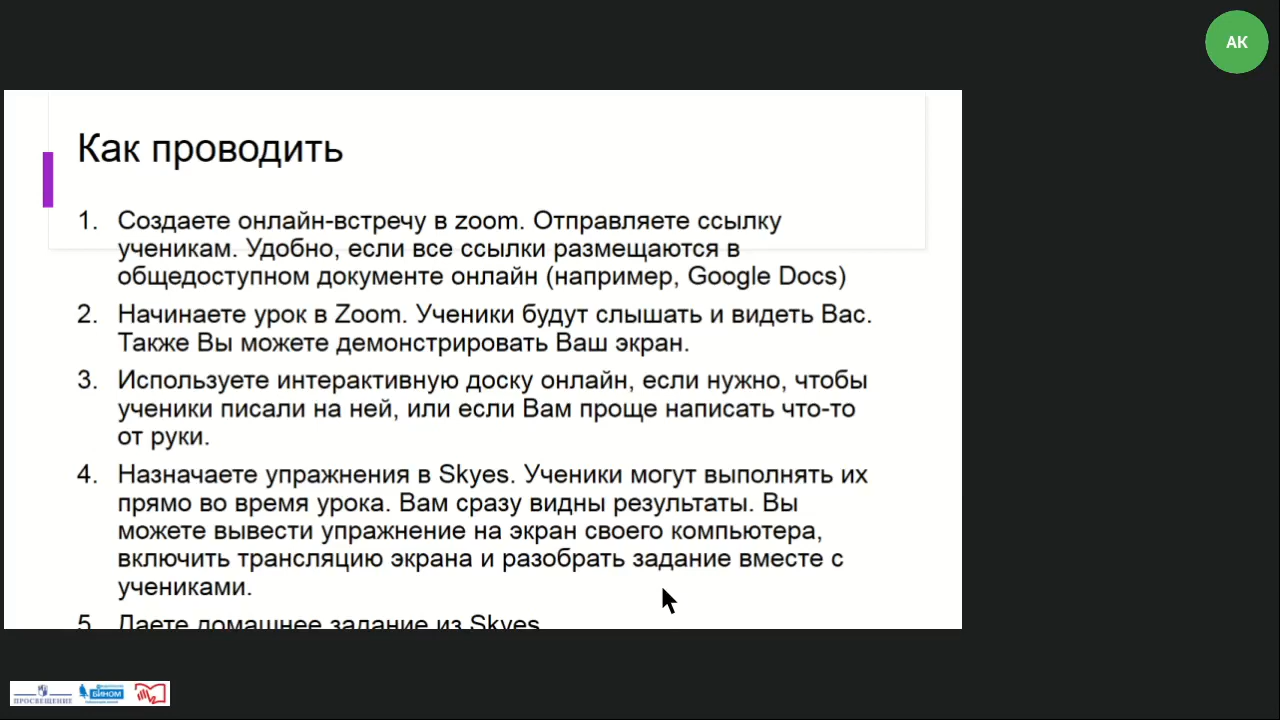 АК
Как проводить
1. Создаете онлайн-встречу в zoom. Отправляете ссылку
ученикам. Удобно, если все ссылки размещаются в
общедоступном документе онлайн (например, Google Docs)
2. Начинаете урок в Zoom. Ученики будут слышать и видеть Вас.
Также Вы можете демонстрировать Ваш экран.
3. Используете интерактивную доску онлайн, если нужно, чтобы
ученики писали на ней, или если Вам проще написать что-то
от руки.
4. Назначаете упражнения в Skyes. Ученики могут выполнять их
прямо во время урока. Вам сразу видны результаты. Вы
можете вывести упражнение на экран своего компьютера,
включить трансляцию экрана и разобрать задание вместе с
учениками.
5. Даете домашнее задание из Skyes
ПРОСВЕЩЕНИЕ
БИНОМ